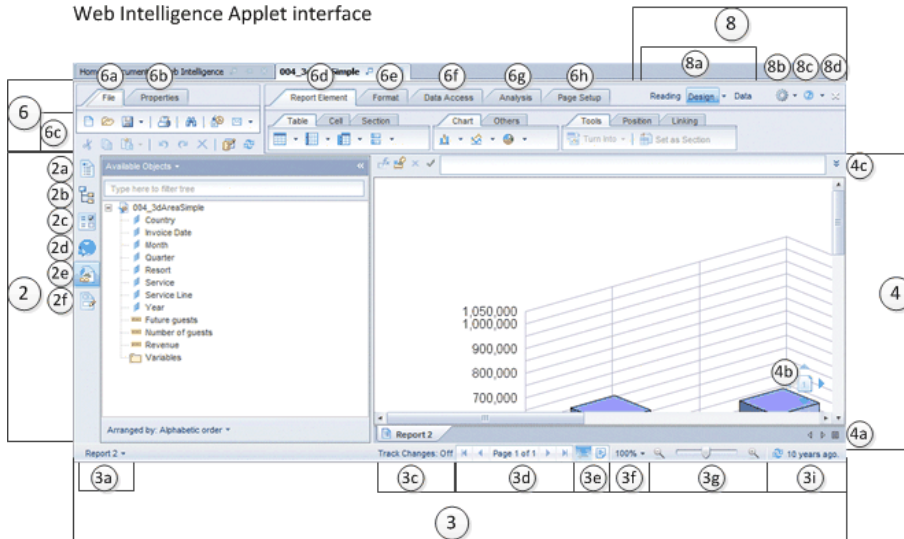 Web Intelligence Applet interface
8
8a
8b 8c 8d
6a 6b 6d 6e 6f 6g 6h
004_3 Simple
File Properties Report Element Format Data Access Analysis Page Setup Reading Design Data
6
6c
Table Cell Section Chart Others Tools Position Linking
Turn Into Set as Section
2a
Available Objects
4c
Type here to filter tree
2b
004_3dAreaSimple
2c
Country
Invoice Date
2d
Month
Quarter
2e
Resort
Service
2
2f
Service Line
4
Year
Future guests
Number of guests
Revenue
Variables
1,050,000
1,000,000
900,000
800,000
700,000
4b
1
Arranged by: Alphabetic order
Report 2
4a
Report 2 Track Changes: Off Page 1 of 1 100% 10 years ago.
3a 3c 3d 3e 3f 3g 3i
3